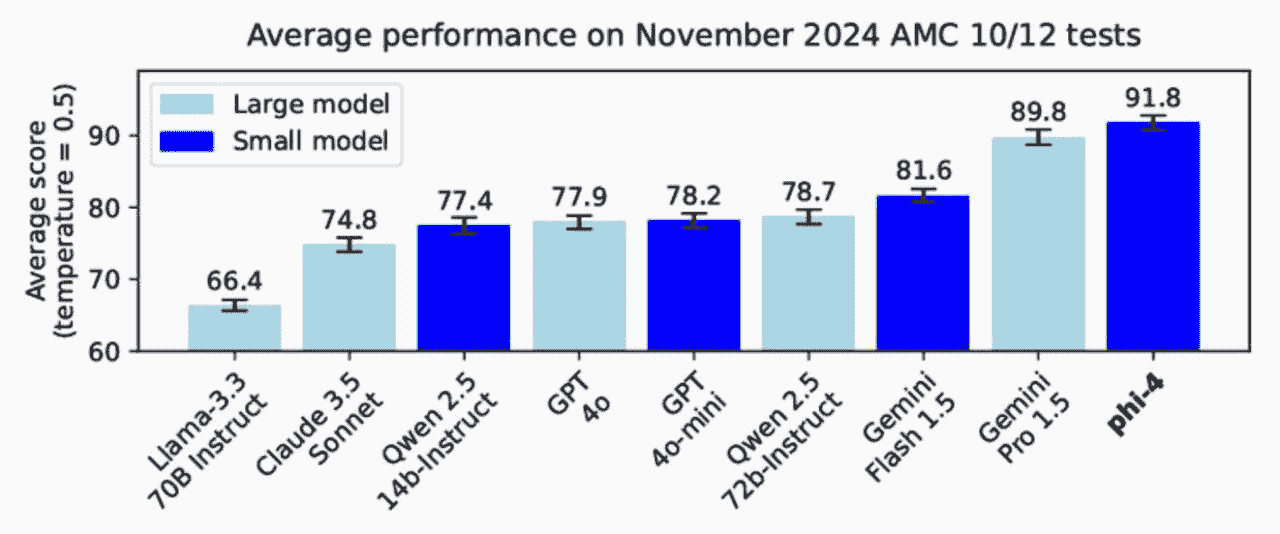 Average performance on November 2024 AMC 10/12 tests
Average score
(temperature = 0.5)
90
80
70
60
Large model
Small model
66.4
74.8
77.4
77.9
78.2
78.7
81.6
89.8
91.8
Llama-3.3
70B Instruct
Claude 3.5
Sonnet
Qwen 2.5
14b-Instruct
GPT
4o
GPT
4o-mini
Qwen 2.5
72b-Instruct
Gemini
Flash 1.5
Gemini
Pro 1.5
phi-4